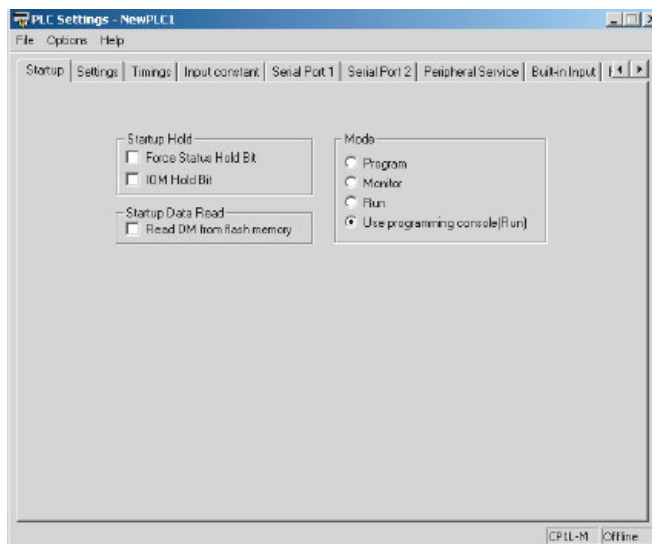 PLC Settings - NewPLC1
File Options Help
Startup Settings Timings Input constant Serial Port 1 Serial Port 2 Peripheral Service Built-in Input
Startup Hold
Force Status Hold Bit
IOM Hold Bit
Startup Data Read
Read DM from flash memory
Mode
Program
Monitor
Run
Use programming console(Run)
CP1L-M Offline